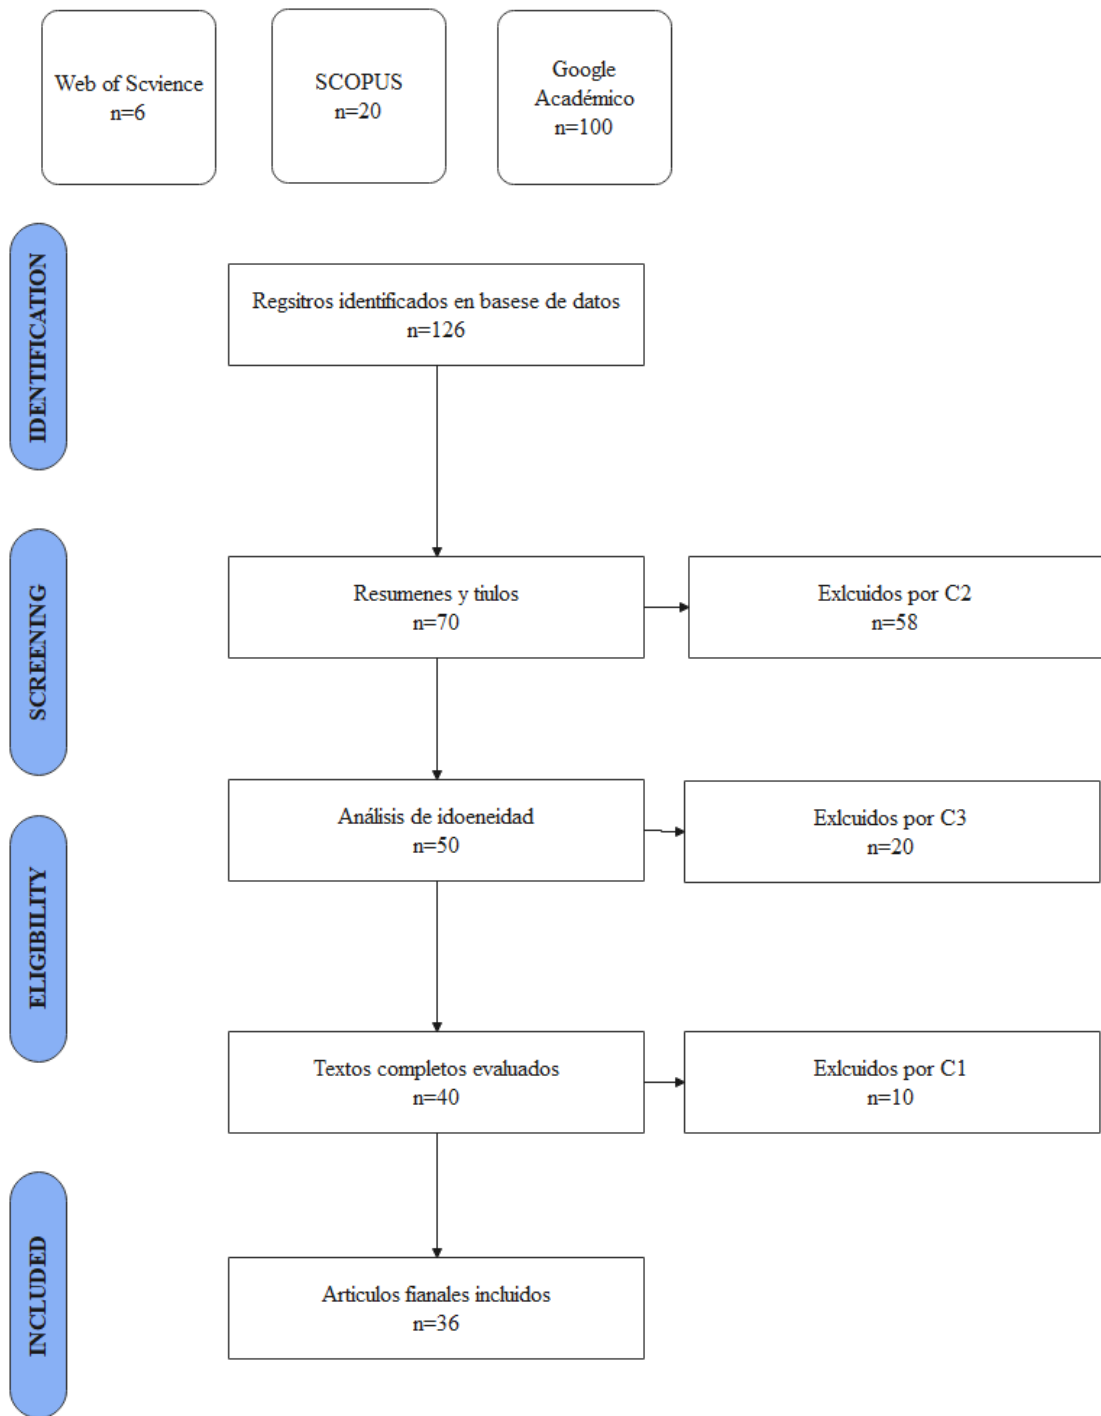 Web of Scvience
n=6
SCOPUS
n=20
Google
Académico
n=100
IDENTIFICATION
Regsitros identificados en basese de datos
n=126
SCREENING
Resumenes y tiulos
n=70
Exlcuidos por C2
n=58
ELIGIBILITY
Análisis de idoeneidad
n=50
Exlcuidos por C3
n=20
Textos completos evaluados
n=40
Exlcuidos por C1
n=10
INCLUDED
Articulos fianales incluidos
n=36